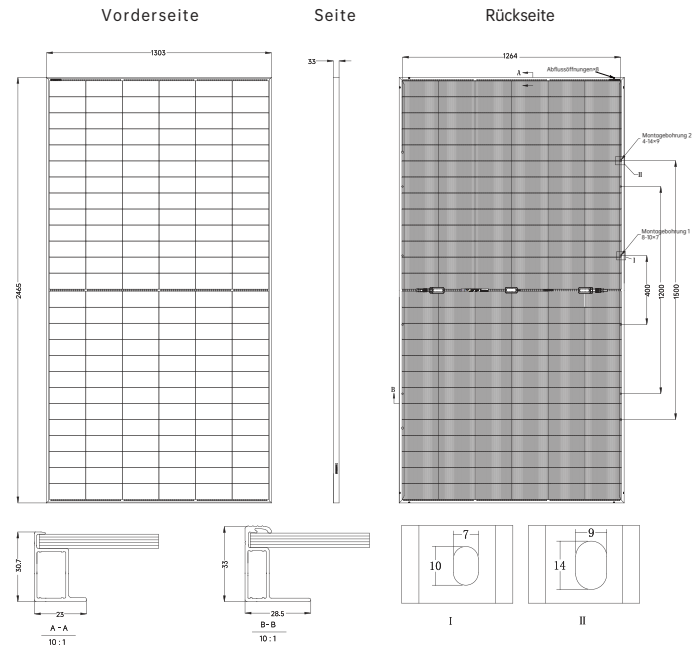 Vorderseite
Seite
Rückseite
1303
33
1264
A
Abflussöffnungen×8
Montagebohrung 2
4-14×9
II
Montagebohrung 1
8-10×7
I
2465
400
1200
1500
B
30.7
23
A - A
10 : 1
33
28.5
B - B
10 : 1
7
10
I
9
14
II